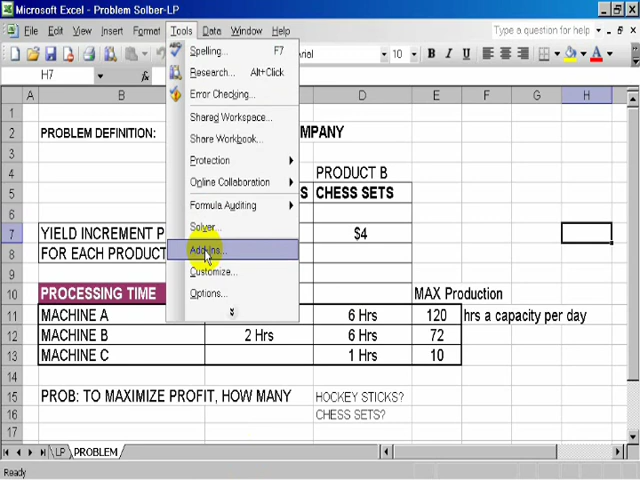 Microsoft Excel - Problem Solber-LP
File Edit View Insert Format Tools Data Window Help Type a question for help
Arial 10 B I U
H7 fx
A B D E F G H
1
2 PROBLEM DEFINITION: MPANY
3
4 PRODUCT B
5 S CHESS SETS
6
7 YIELD INCREMENT P $4
8 FOR EACH PRODUCT
9
10 PROCESSING TIME MAX Production
11 MACHINE A 6 Hrs 120 hrs a capacity per day
12 MACHINE B 2 Hrs 6 Hrs 72
13 MACHINE C 1 Hrs 10
14
15 PROB: TO MAXIMIZE PROFIT, HOW MANY HOCKEY STICKS?
16 CHESS SETS?
17
Spelling... F7
Research... Alt+Click
Error Checking...
Shared Workspace...
Share Workbook...
Protection
Online Collaboration
Formula Auditing
Solver...
Add-Ins...
Customize...
Options...
LP PROBLEM
Ready